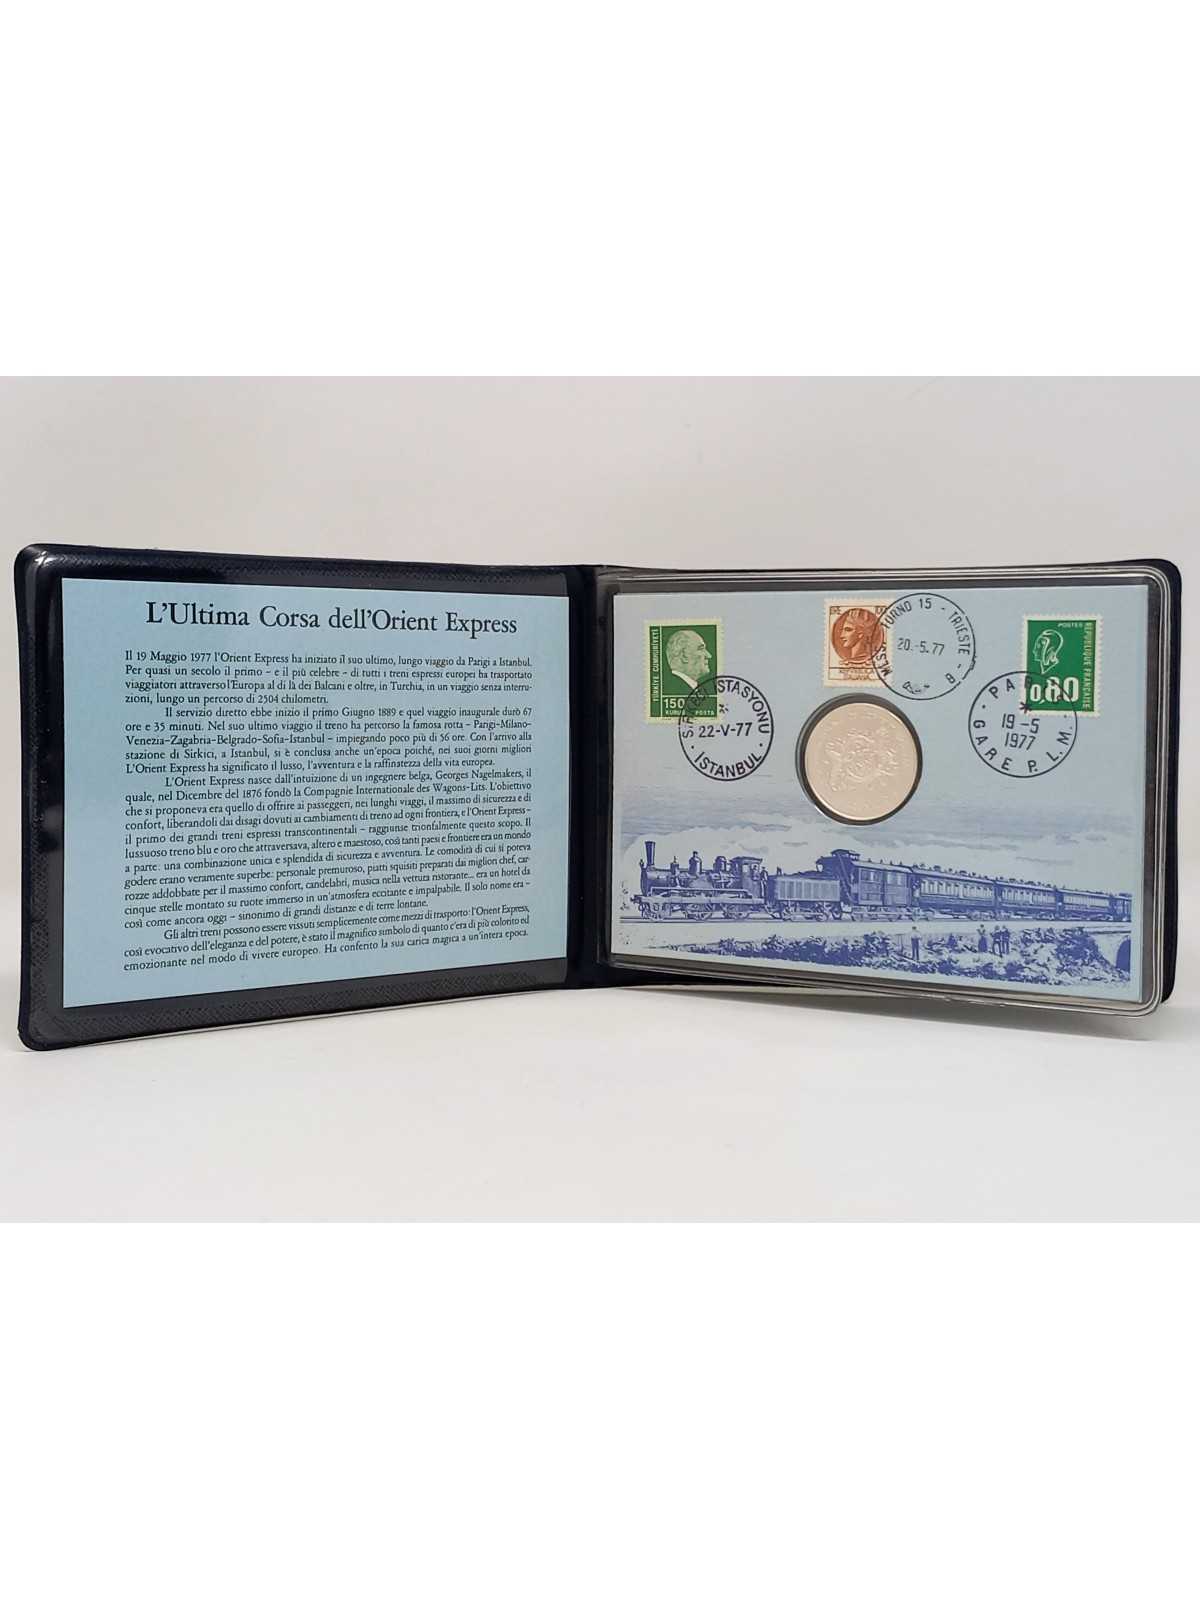 L'Ultima Corsa dell'Orient Express
Il 19 Maggio 1977 l'Orient Express ha iniziato il suo ultimo, lungo viaggio da Parigi a Istanbul.
Per quasi un secolo il primo – e il più celebre – di tutti i treni espressi europei ha trasportato
viaggiatori attraverso l'Europa al di là dei Balcani e oltre, in Turchia, in un viaggio senza interru-
zioni, lungo un percorso di 2504 chilometri.
Il servizio diretto ebbe inizio il primo Giugno 1889 e quel viaggio inaugurale durò 67
ore e 35 minuti. Nel suo ultimo viaggio il treno ha percorso la famosa rotta – Parigi-Milano-
Venezia-Zagabria-Belgrado-Sofia-Istanbul – impiegando poco più di 56 ore. Con l'arrivo alla
stazione di Sirkici, a Istanbul, si è conclusa anche un'epoca poiché, nei suoi giorni migliori
L'Orient Express ha significato il lusso, l'avventura e la raffinatezza della vita europea.
L'Orient Express nasce dall'intuizione di un ingegnere belga, Georges Nagelmakers, il
quale, nel Dicembre del 1876 fondò la Compagnie Internationale des Wagons-Lits. L'obiettivo
che si proponeva era quello di offrire ai passeggeri, nei lunghi viaggi, il massimo di sicurezza e di
confort, liberandoli dai disagi dovuti ai cambiamenti di treno ad ogni frontiera, e l'Orient Express –
il primo dei grandi treni espressi transcontinentali – raggiunse trionfalmente questo scopo. Il
lussuoso treno blu e oro che attraversava, altero e maestoso, così tanti paesi e frontiere era un mondo
a parte: una combinazione unica e splendida di sicurezza e avventura. Le comodità di cui si poteva
godere erano veramente superbe: personale premuroso, piatti squisiti preparati dai migliori chef, car-
rozze addobbate per il massimo confort, candelabri, musica nella vettura ristorante... era un hotel da
cinque stelle montato su ruote immerso in un'atmosfera eccitante e impalpabile. Il solo nome era –
così come ancora oggi – sinonimo di grandi distanze e di terre lontane.
Gli altri treni possono essere vissuti semplicemente come mezzi di trasporto: l'Orient Express,
così evocativo dell'eleganza e del potere, è stato il magnifico simbolo di quanto c'era di più colorito ed
emozionante nel modo di vivere europeo. Ha conferito la sua carica magica a un'intera epoca.
TÜRKİYE CUMHURİYETİ
150
KURUŞ POSTA
İSTASYONU
22-V-77
İSTANBUL
LIRE 100
TURNO 15 - TRIESTE
20.-5.77
POSTES
REPUBLIQUE FRANÇAISE
0,80
PAR
19-5
1977
GARE P.L.M.